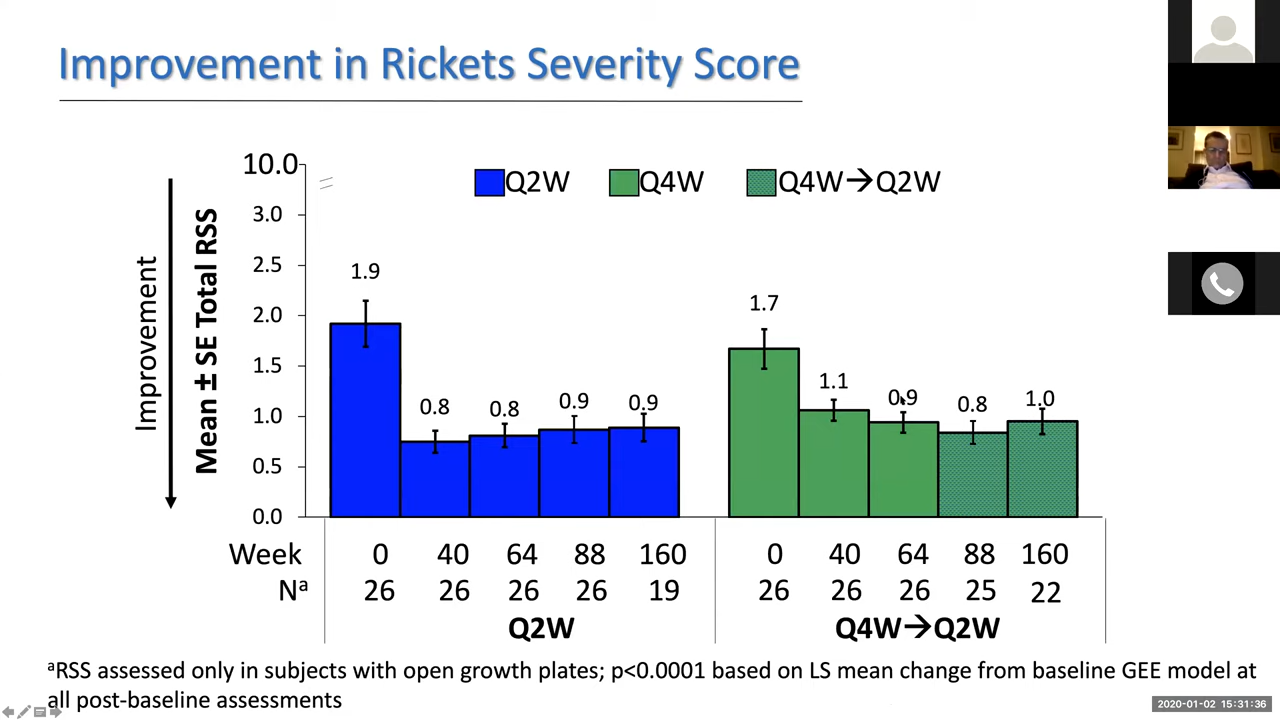 Improvement in Rickets Severity Score
10.0
Q2W Q4W Q4W→Q2W
3.0
2.5
2.0
1.5
1.0
0.5
0.0
Improvement
Mean ± SE Total RSS
1.9 0.8 0.8 0.9 0.9
1.7 1.1 0.9 0.8 1.0
Week 0 40 64 88 160 0 40 64 88 160
Nª 26 26 26 26 19 26 26 26 25 22
Q2W Q4W→Q2W
ªRSS assessed only in subjects with open growth plates; p<0.0001 based on LS mean change from baseline GEE model at
all post-baseline assessments
2020-01-02 15:31:36